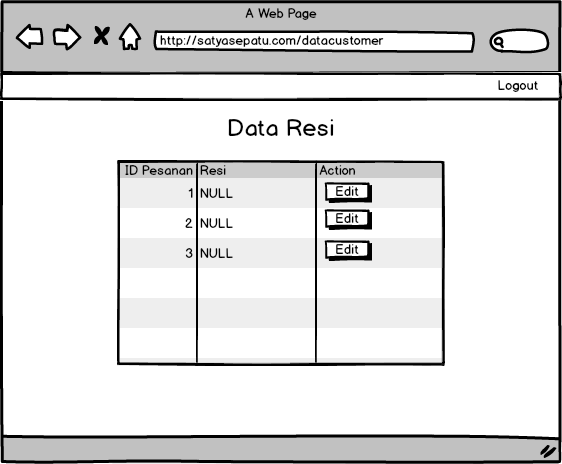 A Web Page
http://satyasepatu.com/datacustomer
Logout
Data Resi
ID Pesanan Resi Action
1 NULL Edit
2 NULL Edit
3 NULL Edit